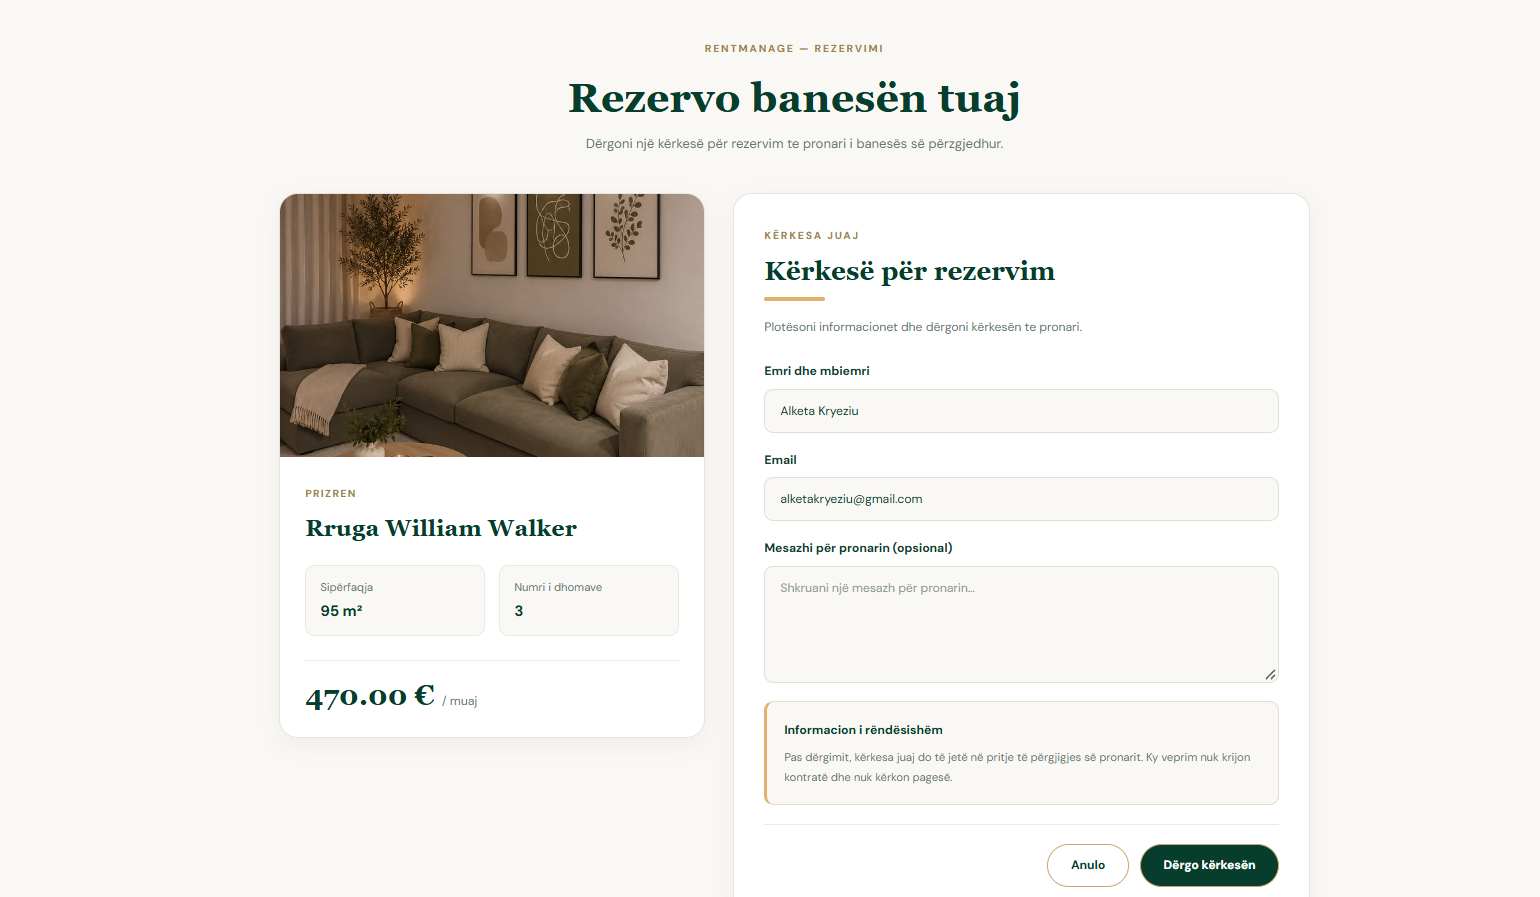 RENTMANAGE — REZERVIMI
Rezervo banesën tuaj
Dërgoni një kërkesë për rezervim te pronari i banesës së përzgjedhur.
PRIZREN
Rruga William Walker
Sipërfaqja
95 m²
Numri i dhomave
3
470.00 € / muaj
KËRKESA JUAJ
Kërkesë për rezervim
Plotësoni informacionet dhe dërgoni kërkesën te pronari.
Emri dhe mbiemri
Alketa Kryeziu
Email
alketakryeziu@gmail.com
Mesazhi për pronarin (opsional)
Shkruani një mesazh për pronarin...
Informacion i rëndësishëm
Pas dërgimit, kërkesa juaj do të jetë në pritje të përgjigjes së pronarit. Ky veprim nuk krijon
kontratë dhe nuk kërkon pagesë.
Anulo
Dërgo kërkesën